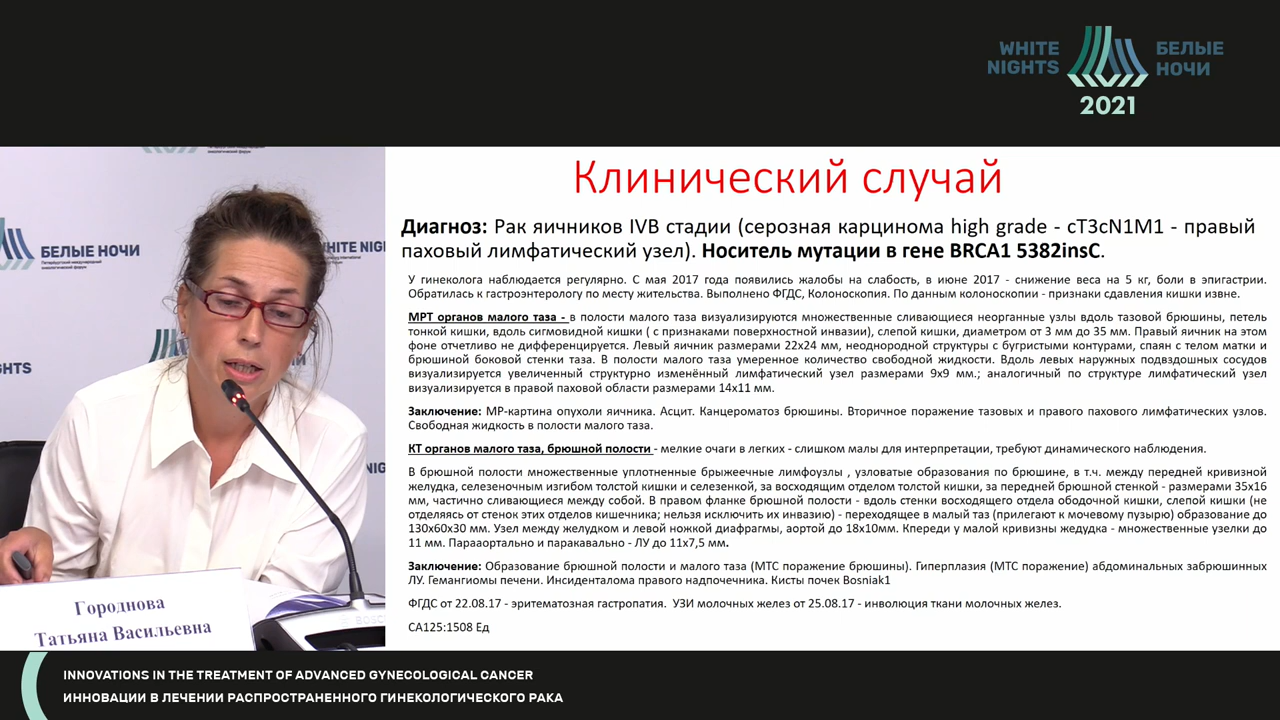 WHITE NIGHTS
БЕЛЫЕ НОЧИ
2021
БЕЛЫЕ НОЧИ
WHITE NIGH
GHTS
NIG
Городнова
Татьяна Васильевна
BOSCH
Клинический случай
Диагноз: Рак яичников IVB стадии (серозная карцинома high grade - cT3cN1M1 - правый
паховый лимфатический узел). Носитель мутации в гене BRCA1 5382insC.
У гинеколога наблюдается регулярно. С мая 2017 года появились жалобы на слабость, в июне 2017 - снижение веса на 5 кг, боли в эпигастрии.
Обратилась к гастроэнтерологу по месту жительства. Выполнено ФГДС, Колоноскопия. По данным колоноскопии - признаки сдавления кишки извне.
МРТ органов малого таза - в полости малого таза визуализируются множественные сливающиеся неорганные узлы вдоль тазовой брюшины, петель
тонкой кишки, вдоль сигмовидной кишки ( с признаками поверхностной инвазии), слепой кишки, диаметром от 3 мм до 35 мм. Правый яичник на этом
фоне отчетливо не дифференцируется. Левый яичник размерами 22х24 мм, неоднородной структуры с бугристыми контурами, спаян с телом матки и
брюшиной боковой стенки таза. В полости малого таза умеренное количество свободной жидкости. Вдоль левых наружных подвздошных сосудов
визуализируется увеличенный структурно изменённый лимфатический узел размерами 9х9 мм.; аналогичный по структуре лимфатический узел
визуализируется в правой паховой области размерами 14х11 мм.
Заключение: МР-картина опухоли яичника. Асцит. Канцероматоз брюшины. Вторичное поражение тазовых и правого пахового лимфатических узлов.
Свободная жидкость в полости малого таза.
КТ органов малого таза, брюшной полости - мелкие очаги в легких - слишком малы для интерпретации, требуют динамического наблюдения.
В брюшной полости множественные уплотненные брыжеечные лимфоузлы , узловатые образования по брюшине, в т.ч. между передней кривизной
желудка, селезеночным изгибом толстой кишки и селезенкой, за восходящим отделом толстой кишки, за передней брюшной стенкой - размерами 35х16
мм, частично сливающиеся между собой. В правом фланке брюшной полости - вдоль стенки восходящего отдела ободочной кишки, слепой кишки (не
отделяясь от стенок этих отделов кишечника; нельзя исключить их инвазию) - переходящее в малый таз (прилегают к мочевому пузырю) образование до
130х60х30 мм. Узел между желудком и левой ножкой диафрагмы, аортой до 18х10мм. Кпереди у малой кривизны жедудка - множественные узелки до
11 мм. Парааортально и паракавально - ЛУ до 11х7,5 мм.
Заключение: Образование брюшной полости и малого таза (МТС поражение брюшины). Гиперплазия (МТС поражение) абдоминальных забрюшинных
ЛУ. Гемангиомы печени. Инсиденталома правого надпочечника. Кисты почек Bosniak1
ФГДС от 22.08.17 - эритематозная гастропатия. УЗИ молочных желез от 25.08.17 - инволюция ткани молочных желез.
СА125:1508 Ед
INNOVATIONS IN THE TREATMENT OF ADVANCED GYNECOLOGICAL CANCER
ИННОВАЦИИ В ЛЕЧЕНИИ РАСПРОСТРАНЕННОГО ГИНЕКОЛОГИЧЕСКОГО РАКА